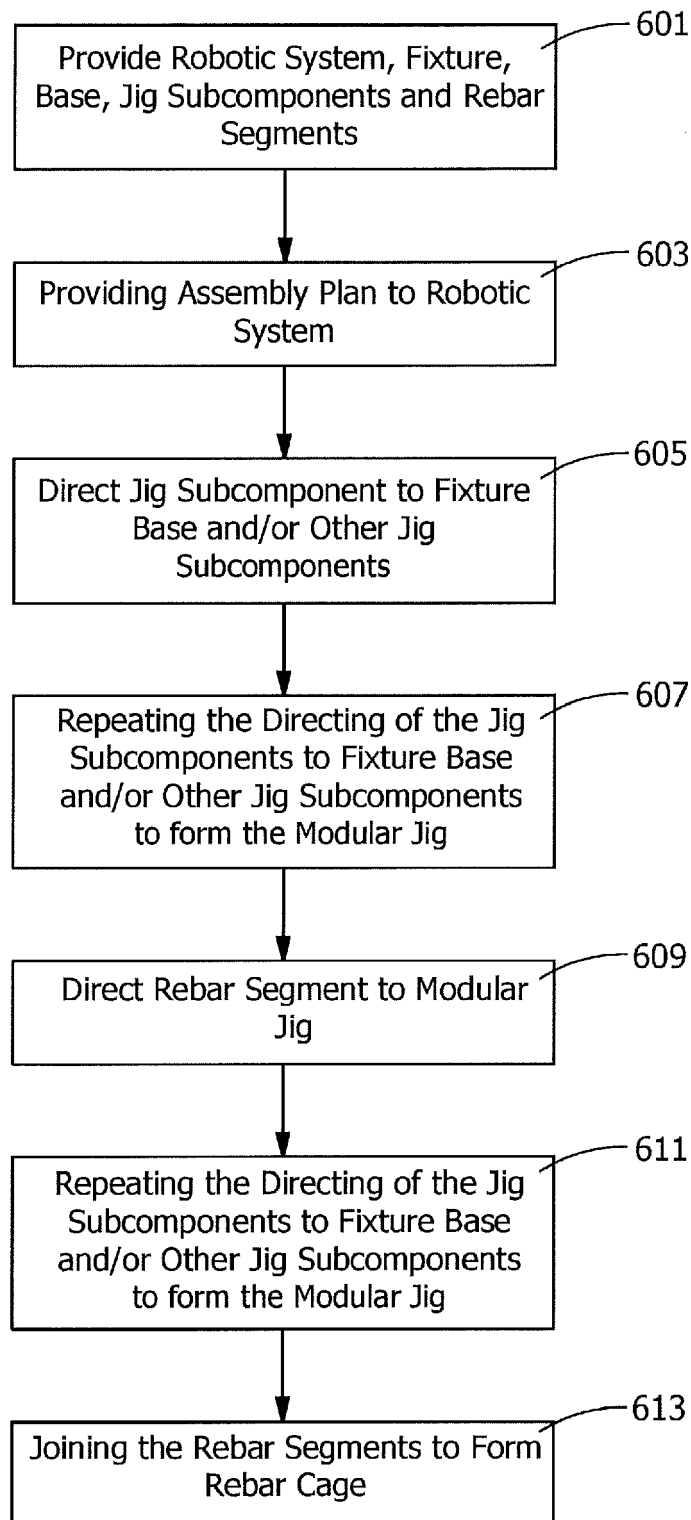 601
Provide Robotic System, Fixture,
Base, Jig Subcomponents and Rebar
Segments
603
Providing Assembly Plan to Robotic
System
605
Direct Jig Subcomponent to Fixture
Base and/or Other Jig
Subcomponents
607
Repeating the Directing of the Jig
Subcomponents to Fixture Base
and/or Other Jig Subcomponents
to form the Modular Jig
609
Direct Rebar Segment to Modular
Jig
611
Repeating the Directing of the Jig
Subcomponents to Fixture Base
and/or Other Jig Subcomponents
to form the Modular Jig
613
Joining the Rebar Segments to Form
Rebar Cage